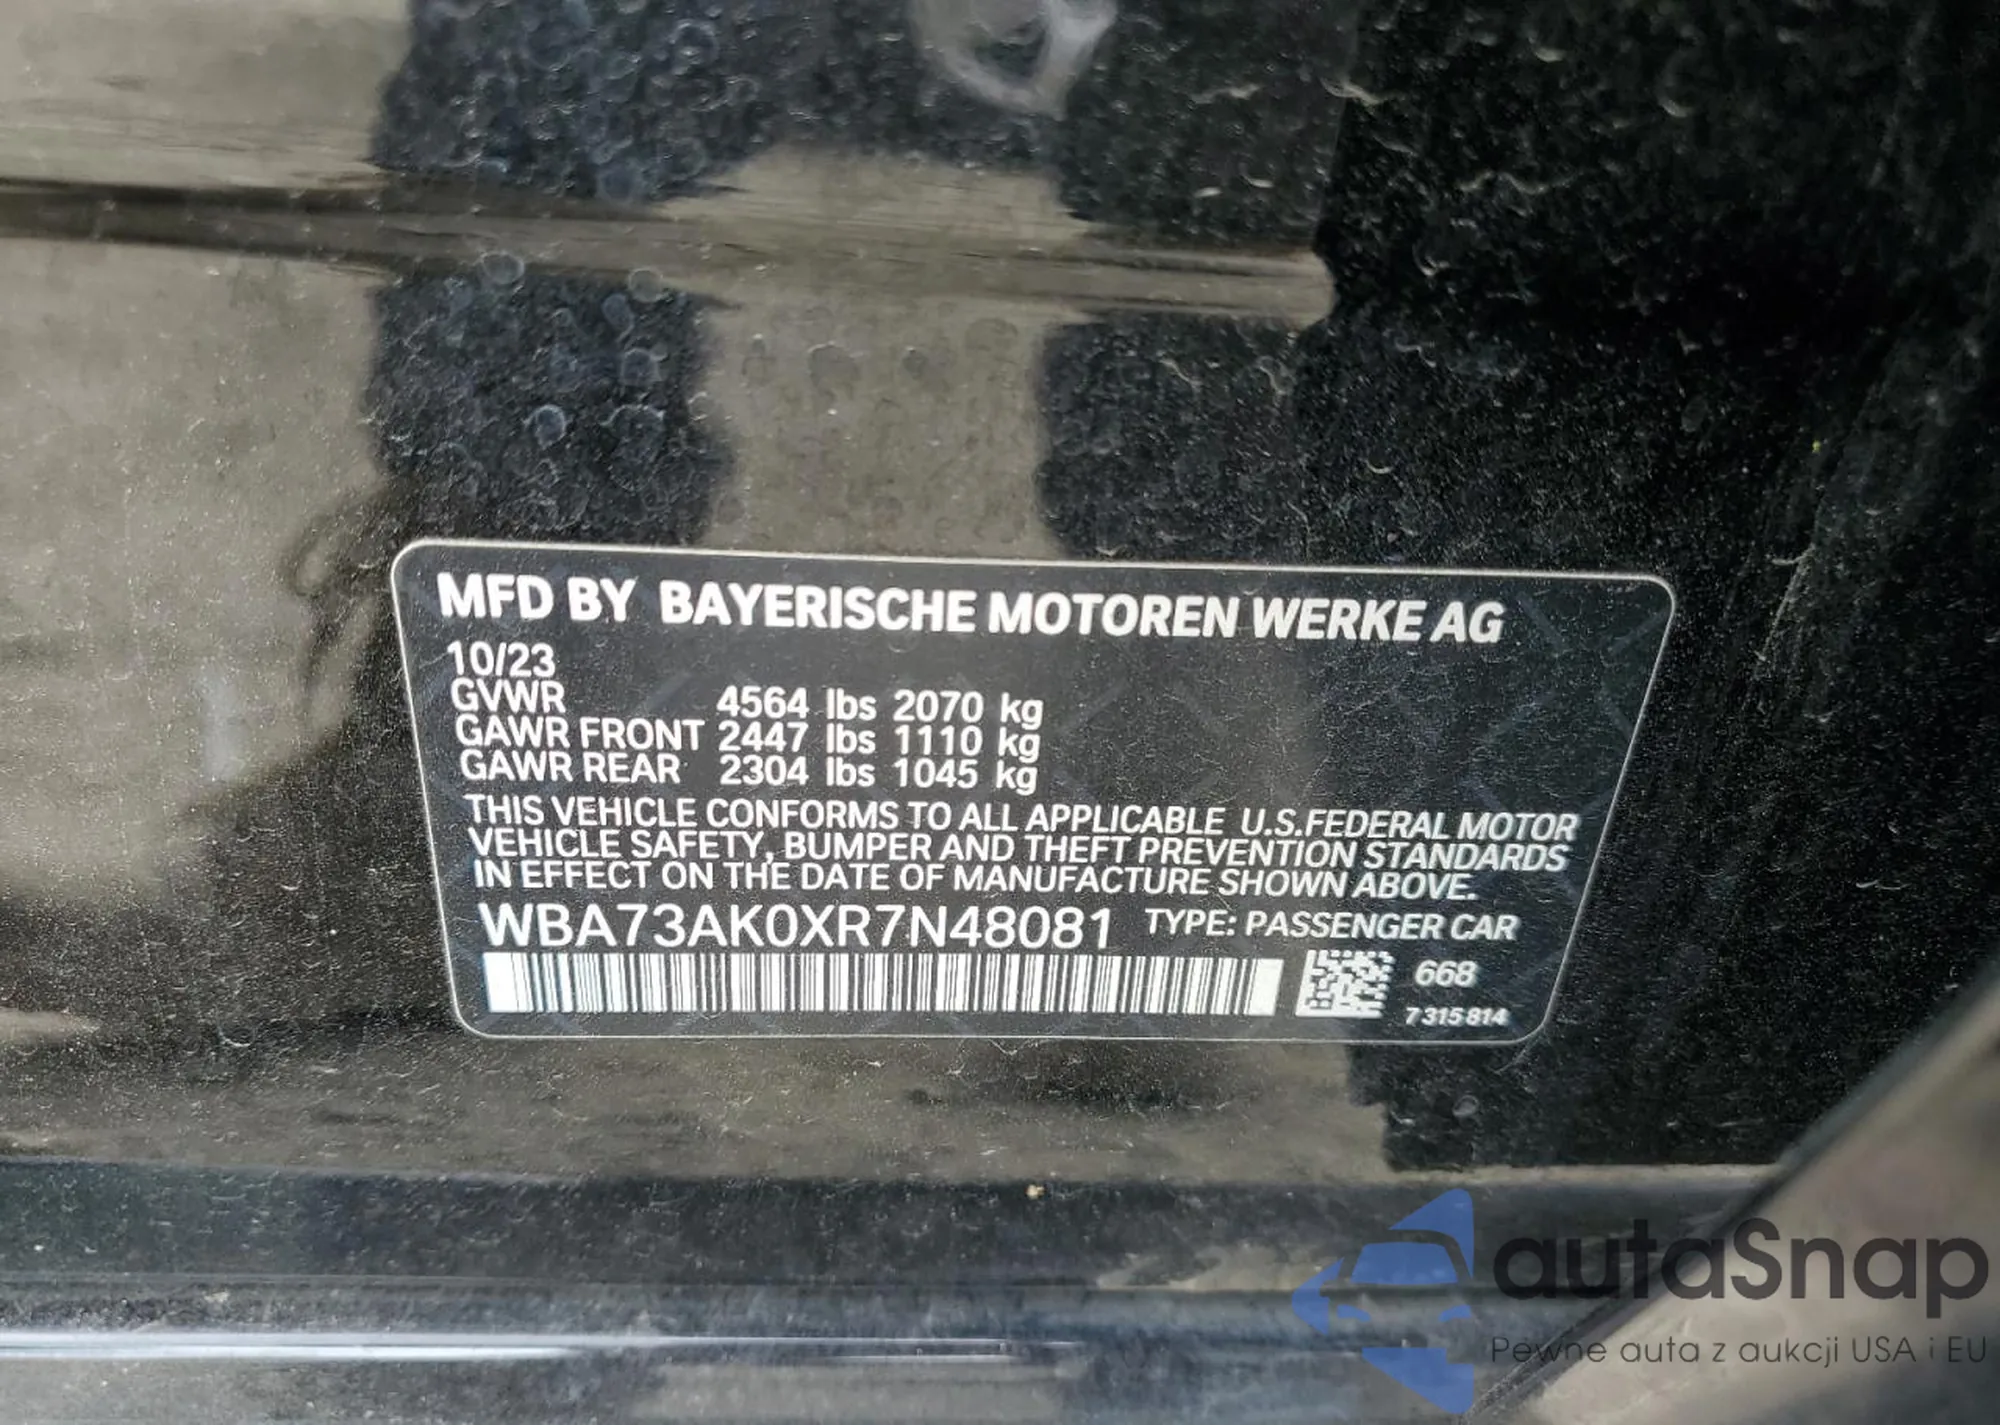 MFD BY BAYERISCHE MOTOREN WERKE AG
10/23
GVWR 4564 lbs 2070 kg
GAWR FRONT 2447 lbs 1110 kg
GAWR REAR 2304 lbs 1045 kg
THIS VEHICLE CONFORMS TO ALL APPLICABLE U.S.FEDERAL MOTOR
VEHICLE SAFETY, BUMPER AND THEFT PREVENTION STANDARDS
IN EFFECT ON THE DATE OF MANUFACTURE SHOWN ABOVE.
WBA73AK0XR7N48081 TYPE: PASSENGER CAR
668
7 315 814
autaSnap
Pewne auta z aukcji USA i EU